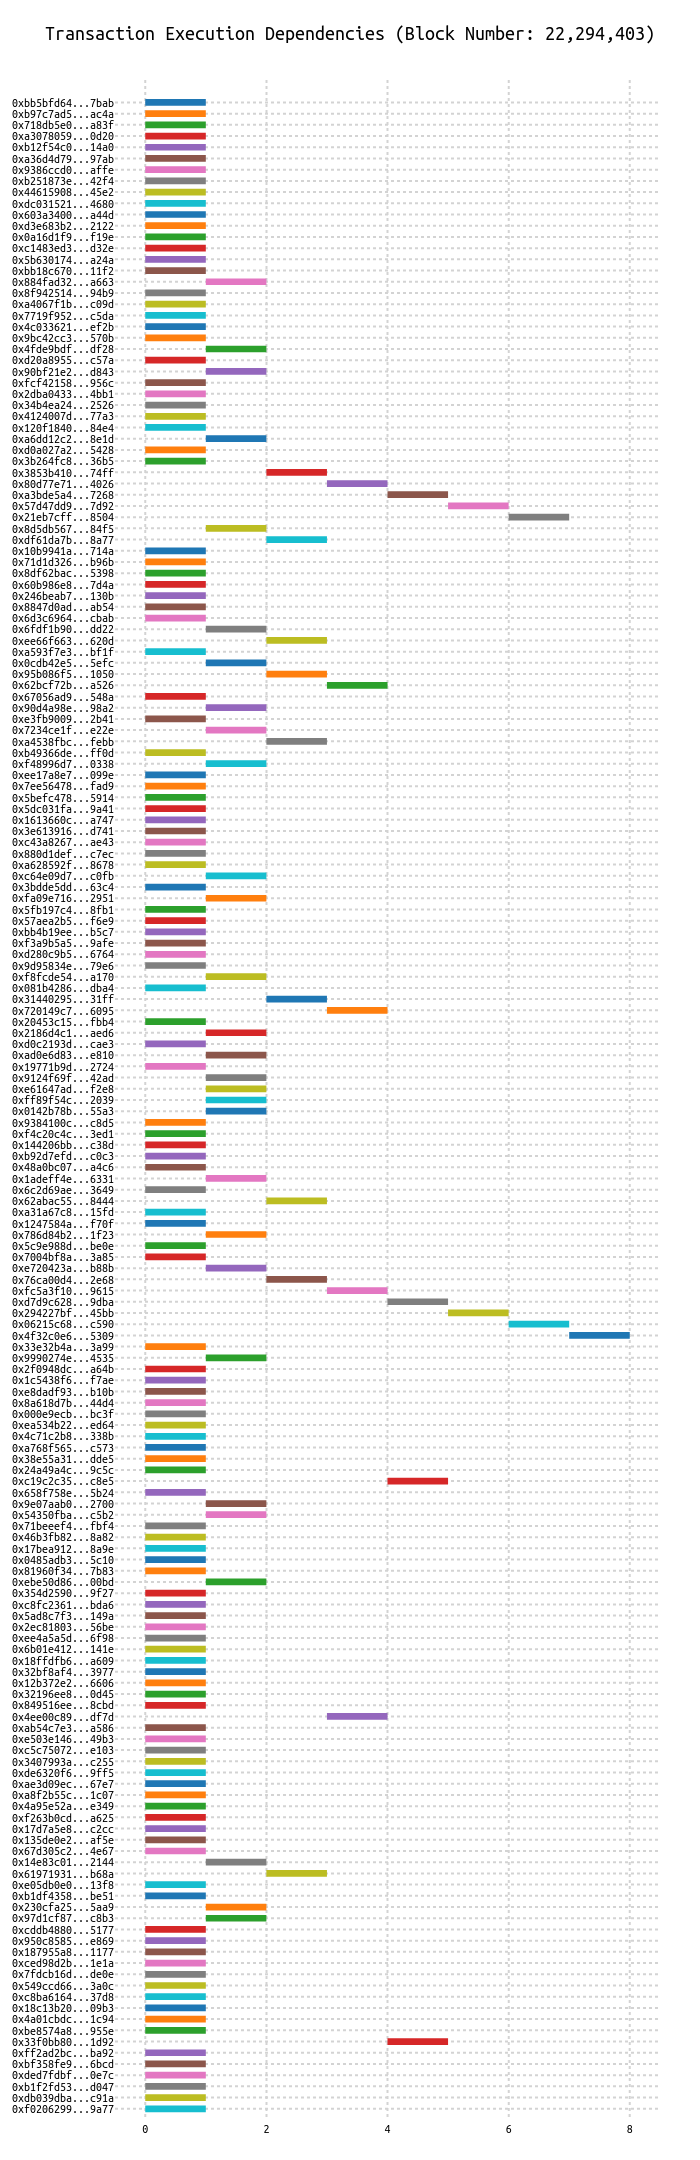 Transaction Execution Dependencies (Block Number: 22,294,403)
0xbb5bfd64...7bab
0xb97c7ad5...ac4a
0x718db5e0...a83f
0xa3078059...0d20
0xb12f54c0...14a0
0xa36d4d79...97ab
0x9386ccd0...affe
0xb251873e...42f4
0x44615908...45e2
0xdc031521...4680
0x603a3400...a44d
0xd3e683b2...2122
0x0a16d1f9...f19e
0xc1483ed3...d32e
0x5b630174...a24a
0xbb18c670...11f2
0x884fad32...a663
0x8f942514...94b9
0xa4067f1b...c09d
0x7719f952...c5da
0x4c033621...ef2b
0x9bc42cc3...570b
0x4fde9bdf...df28
0xd20a8955...c57a
0x90bf21e2...d843
0xfcf42158...956c
0x2dba0433...4bb1
0x34b4ea24...2526
0x4124007d...77a3
0x120f1840...84e4
0xa6dd12c2...8e1d
0xd0a027a2...5428
0x3b264fc8...36b5
0x3853b410...74ff
0x80d77e71...4026
0xa3bde5a4...7268
0x57d47dd9...7d92
0x21eb7cff...8504
0x8d5db567...84f5
0xdf61da7b...8a77
0x10b9941a...714a
0x71d1d326...b96b
0x8df62bac...5398
0x60b986e8...7d4a
0x246beab7...130b
0x8847d0ad...ab54
0x6d3c6964...cbab
0x6fdf1b90...dd22
0xee66f663...620d
0xa593f7e3...bf1f
0x0cdb42e5...5efc
0x95b086f5...1050
0x62bcf72b...a526
0x67056ad9...548a
0x90d4a98e...98a2
0xe3fb9009...2b41
0x7234ce1f...e22e
0xa4538fbc...febb
0xb49366de...ff0d
0xf48996d7...0338
0xee17a8e7...099e
0x7ee56478...fad9
0x5befc478...5914
0x5dc031fa...9a41
0x1613660c...a747
0x3e613916...d741
0xc43a8267...ae43
0x880d1def...c7ec
0xa628592f...8678
0xc64e09d7...c0fb
0x3bdde5dd...63c4
0xfa09e716...2951
0x5fb197c4...8fb1
0x57aea2b5...f6e9
0xbb4b19ee...b5c7
0xf3a9b5a5...9afe
0xd280c9b5...6764
0x9d95834e...79e6
0xf8fcde54...a170
0x081b4286...dba4
0x31440295...31ff
0x720149c7...6095
0x20453c15...fbb4
0x2186d4c1...aed6
0xd0c2193d...cae3
0xad0e6d83...e810
0x19771b9d...2724
0x9124f69f...42ad
0xe61647ad...f2e8
0xff89f54c...2039
0x0142b78b...55a3
0x9384100c...c8d5
0xf4c20c4c...3ed1
0x144206bb...c38d
0xb92d7efd...c0c3
0x48a0bc07...a4c6
0x1adeff4e...6331
0x6c2d69ae...3649
0x62abac55...8444
0xa31a67c8...15fd
0x1247584a...f70f
0x786d84b2...1f23
0x5c9e988d...be0e
0x7004bf8a...3a85
0xe720423a...b88b
0x76ca00d4...2e68
0xfc5a3f10...9615
0xd7d9c628...9dba
0x294227bf...45bb
0x06215c68...c590
0x4f32c0e6...5309
0x33e32b4a...3a99
0x9990274e...4535
0x2f0948dc...a64b
0x1c5438f6...f7ae
0xe8dadf93...b10b
0x8a618d7b...44d4
0x000e9ecb...bc3f
0xea534b22...ed64
0x4c71c2b8...338b
0xa768f565...c573
0x38e55a31...dde5
0x24a49a4c...9c5c
0xc19c2c35...c8e5
0x658f758e...5b24
0x9e07aab0...2700
0x54350fba...c5b2
0x71beeef4...fbf4
0x46b3fb82...8a82
0x17bea912...8a9e
0x0485adb3...5c10
0x81960f34...7b83
0xebe50d86...00bd
0x354d2590...9f27
0xc8fc2361...bda6
0x5ad8c7f3...149a
0x2ec81803...56be
0xee4a5a5d...6f98
0x6b01e412...141e
0x18ffdfb6...a609
0x32bf8af4...3977
0x12b372e2...6606
0x32196ee8...0d45
0x849516ee...8cbd
0x4ee00c89...df7d
0xab54c7e3...a586
0xe503e146...49b3
0xc5c75072...e103
0x3407993a...c255
0xde6320f6...9ff5
0xae3d09ec...67e7
0xa8f2b55c...1c07
0x4a95e52a...e349
0xf263b0cd...a625
0x17d7a5e8...c2cc
0x135de0e2...af5e
0x67d305c2...4e67
0x14e83c01...2144
0x61971931...b68a
0xe05db0e0...13f8
0xb1df4358...be51
0x230cfa25...5aa9
0x97d1cf87...c8b3
0xcddb4880...5177
0x950c8585...e869
0x187955a8...1177
0xced98d2b...1e1a
0x7fdcb16d...de0e
0x549ccd66...3a0c
0xc8ba6164...37d8
0x18c13b20...09b3
0x4a01cbdc...1c94
0xbe8574a8...955e
0x33f0bb80...1d92
0xff2ad2bc...ba92
0xbf358fe9...6bcd
0xded7fdbf...0e7c
0xb1f2fd53...d047
0xdb039dba...c91a
0xf0206299...9a77
0 2 4 6 8